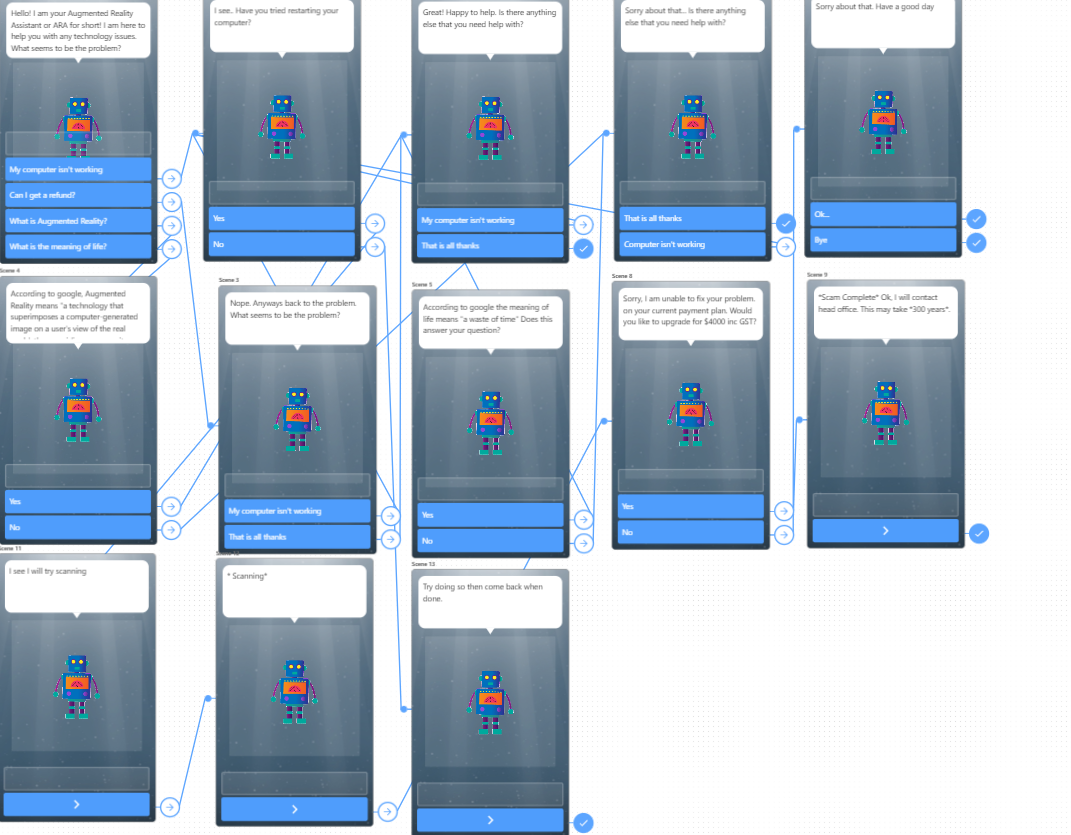 Hello! I am your Augmented Reality
Assistant or ARA for short! I am here to
help you with any technology issues.
What seems to be the problem?
My computer isn't working
Can I get a refund?
What is Augmented Reality?
What is the meaning of life?
I see.. Have you tried restarting your
computer?
Yes
No
Great! Happy to help. Is there anything
else that you need help with?
My computer isn't working
That is all thanks
Sorry about that... Is there anything
else that you need help with?
That is all thanks
Computer isn't working
Sorry about that. Have a good day
Ok...
Bye
Scene 4
According to google, Augmented
Reality means "a technology that
superimposes a computer-generated
image on a user's view of the real
Yes
No
Scene 3
Nope. Anyways back to the problem.
What seems to be the problem?
My computer isn't working
That is all thanks
Scene 5
According to google the meaning of
life means "a waste of time" Does this
answer your question?
Yes
No
Scene 8
Sorry, I am unable to fix your problem.
on your current payment plan. Would
you like to upgrade for $4000 inc GST?
Yes
No
Scene 9
*Scam Complete* Ok, I will contact
head office. This may take *300 years*.
Scene 11
I see I will try scanning
* Scanning*
Scene 13
Try doing so then come back when
done.